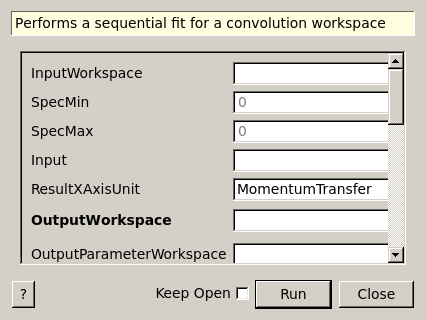 Performs a sequential fit for a convolution workspace
InputWorkspace
SpecMin 0
SpecMax 0
Input
ResultXAxisUnit MomentumTransfer
OutputWorkspace
OutputParameterWorkspace
? Keep Open Run Close